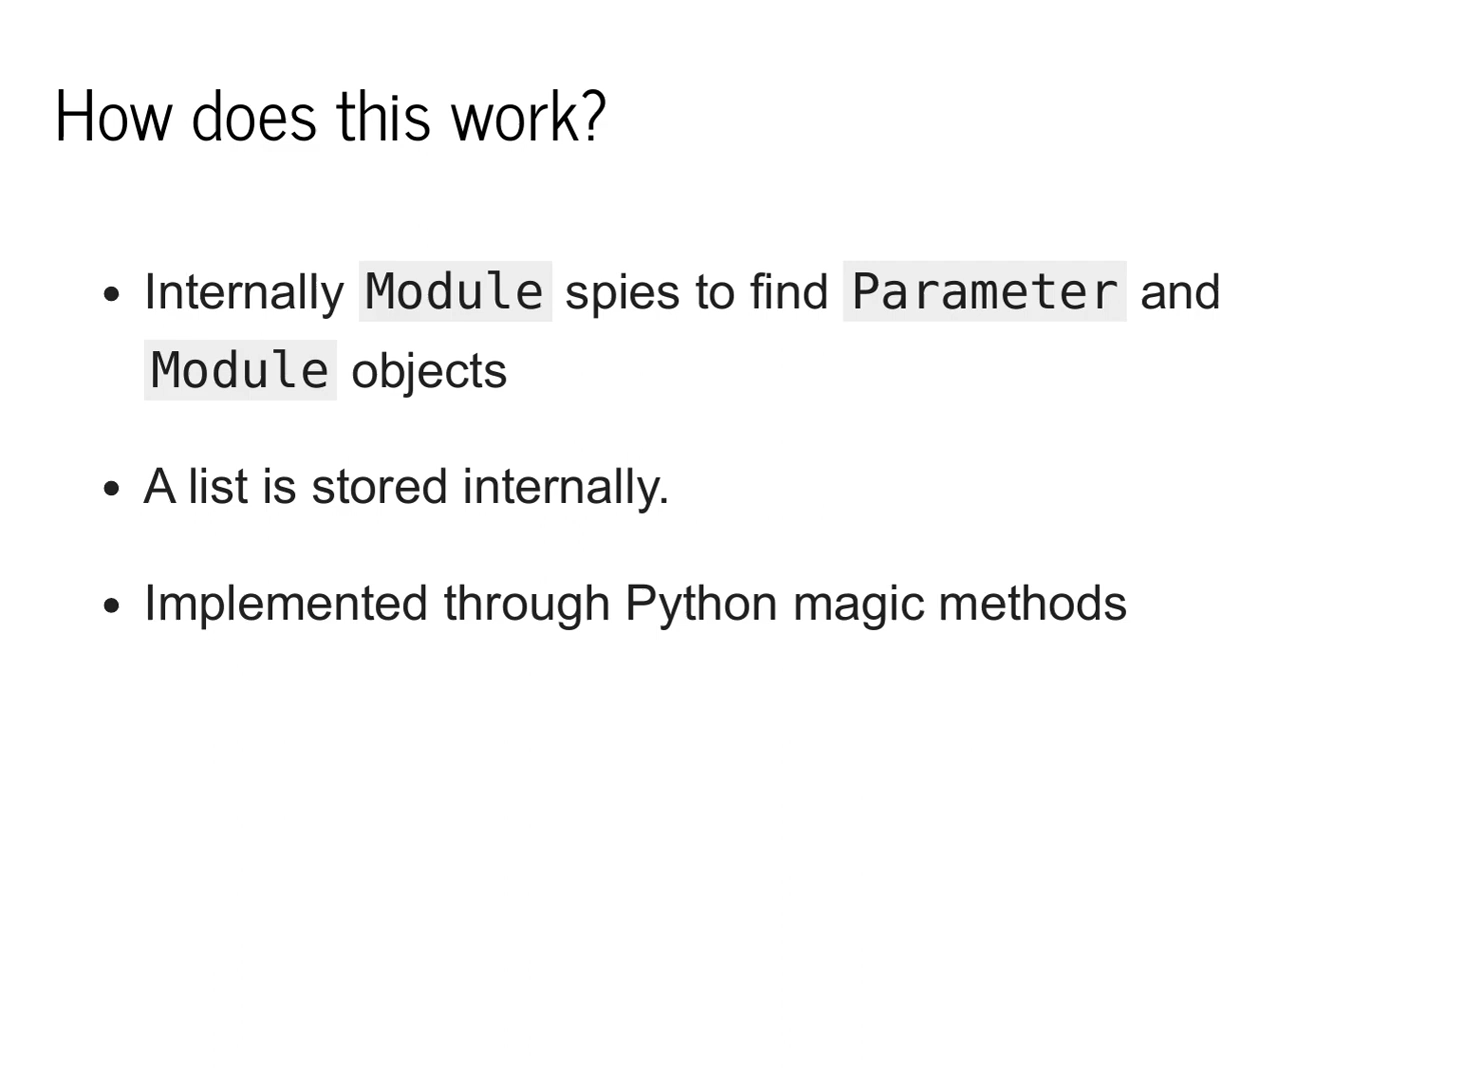 How does this work?
Internally Module spies to find Parameter and
Module objects
A list is stored internally.
Implemented through Python magic methods